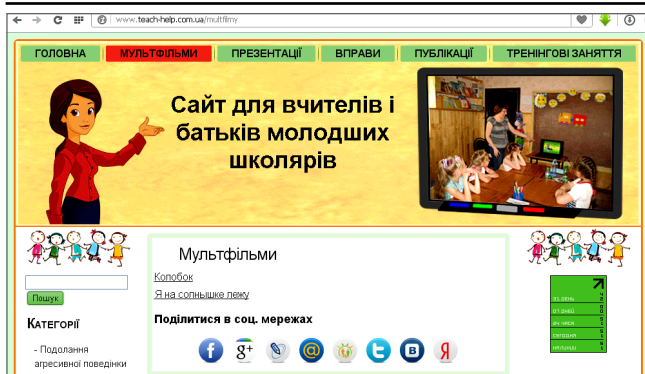 www.teach-help.com.ua/multfilmy
ГОЛОВНА МУЛЬТФІЛЬМИ ПРЕЗЕНТАЦІЇ ВПРАВИ ПУБЛІКАЦІЇ ТРЕНІНГОВІ ЗАНЯТТЯ
Сайт для вчителів і
батьків молодших
школярів
Мультфільми
Колобок
Я на солнышке лежу
Поділитися в соц. мережах
Пошук
Категорії
- Подолання
агресивної поведінки